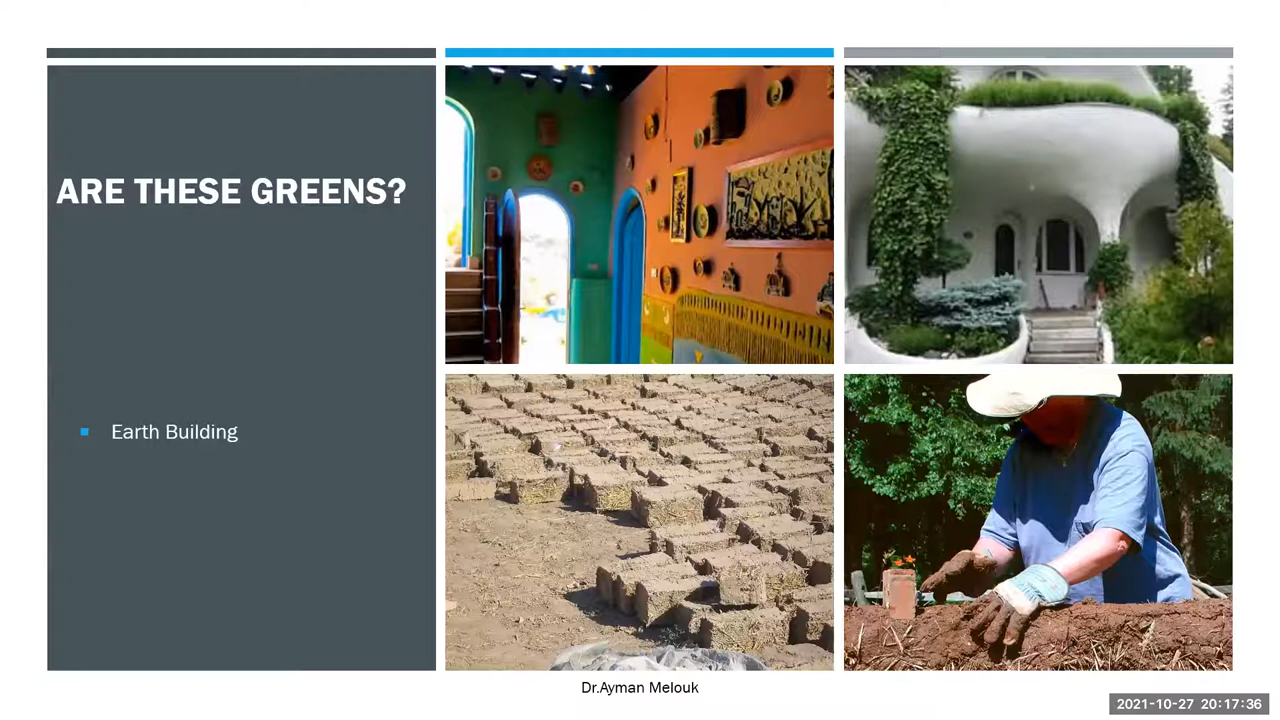 ARE THESE GREENS?
▪ Earth Building
Dr.Ayman Melouk
2021-10-27 20:17:36